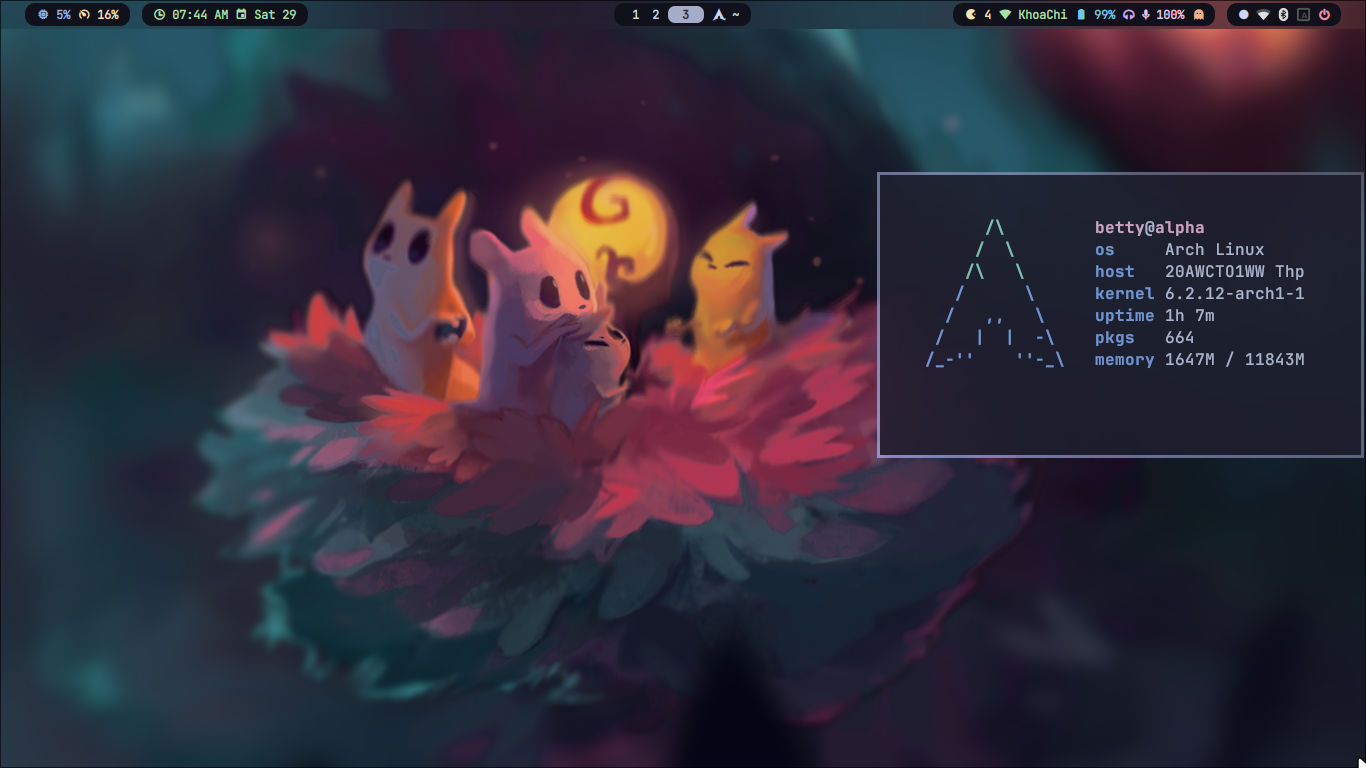 5% 16% 07:44 AM Sat 29 1 2 3 ~ 4 KhoaChi 99% 100% A
betty@alpha
os Arch Linux
host 20AWCTO1WW Thp
kernel 6.2.12-arch1-1
uptime 1h 7m
pkgs 664
memory 1647M / 11843M